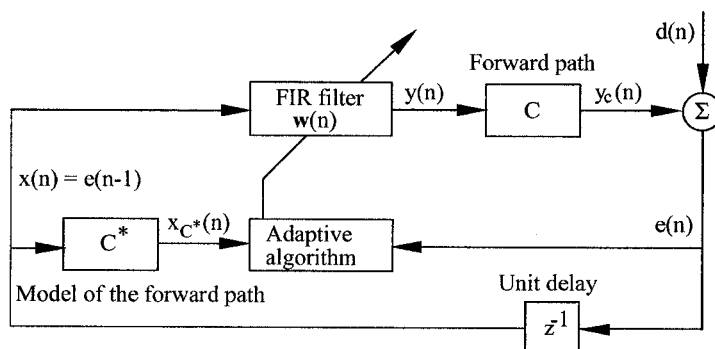 d(n)
Forward path
FIR filter
w(n)
y(n)
C
y_c(n)
Σ
x(n) = e(n-1)
C*
x_C*(n)
Adaptive
algorithm
e(n)
Model of the forward path
Unit delay
z^-1